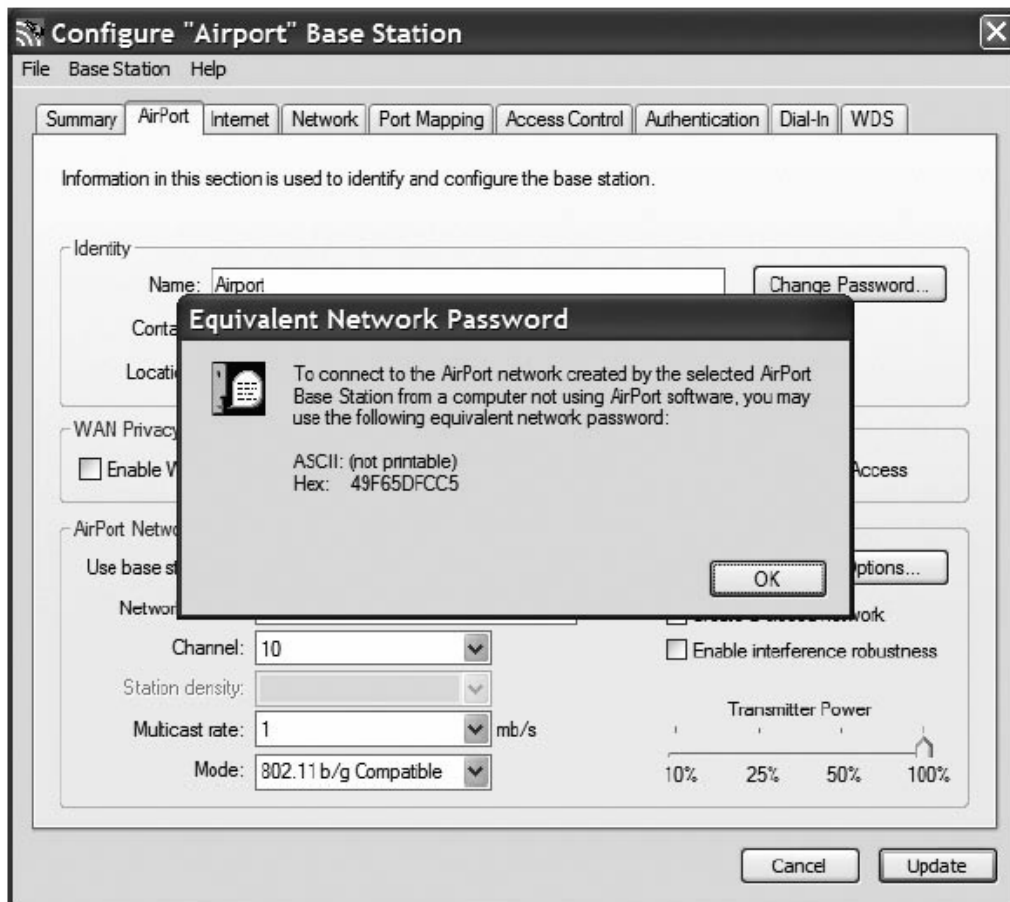 Configure "Airport" Base Station
File Base Station Help
Summary AirPort Internet Network Port Mapping Access Control Authentication Dial-In WDS
Information in this section is used to identify and configure the base station.
Identity
Name: Airport Change Password...
Conta
Locatio
Equivalent Network Password
To connect to the AirPort network created by the selected AirPort
Base Station from a computer not using AirPort software, you may
use the following equivalent network password:
ASCII: (not printable)
Hex: 49F65DFCC5
OK
WAN Privacy
Enable W Access
AirPort Netwo
Use base st ptions...
Networ work
Channel: 10 Enable interference robustness
Station density:
Transmitter Power
Multicast rate: 1 mb/s
Mode: 802.11 b/g Compatible
10% 25% 50% 100%
Cancel Update